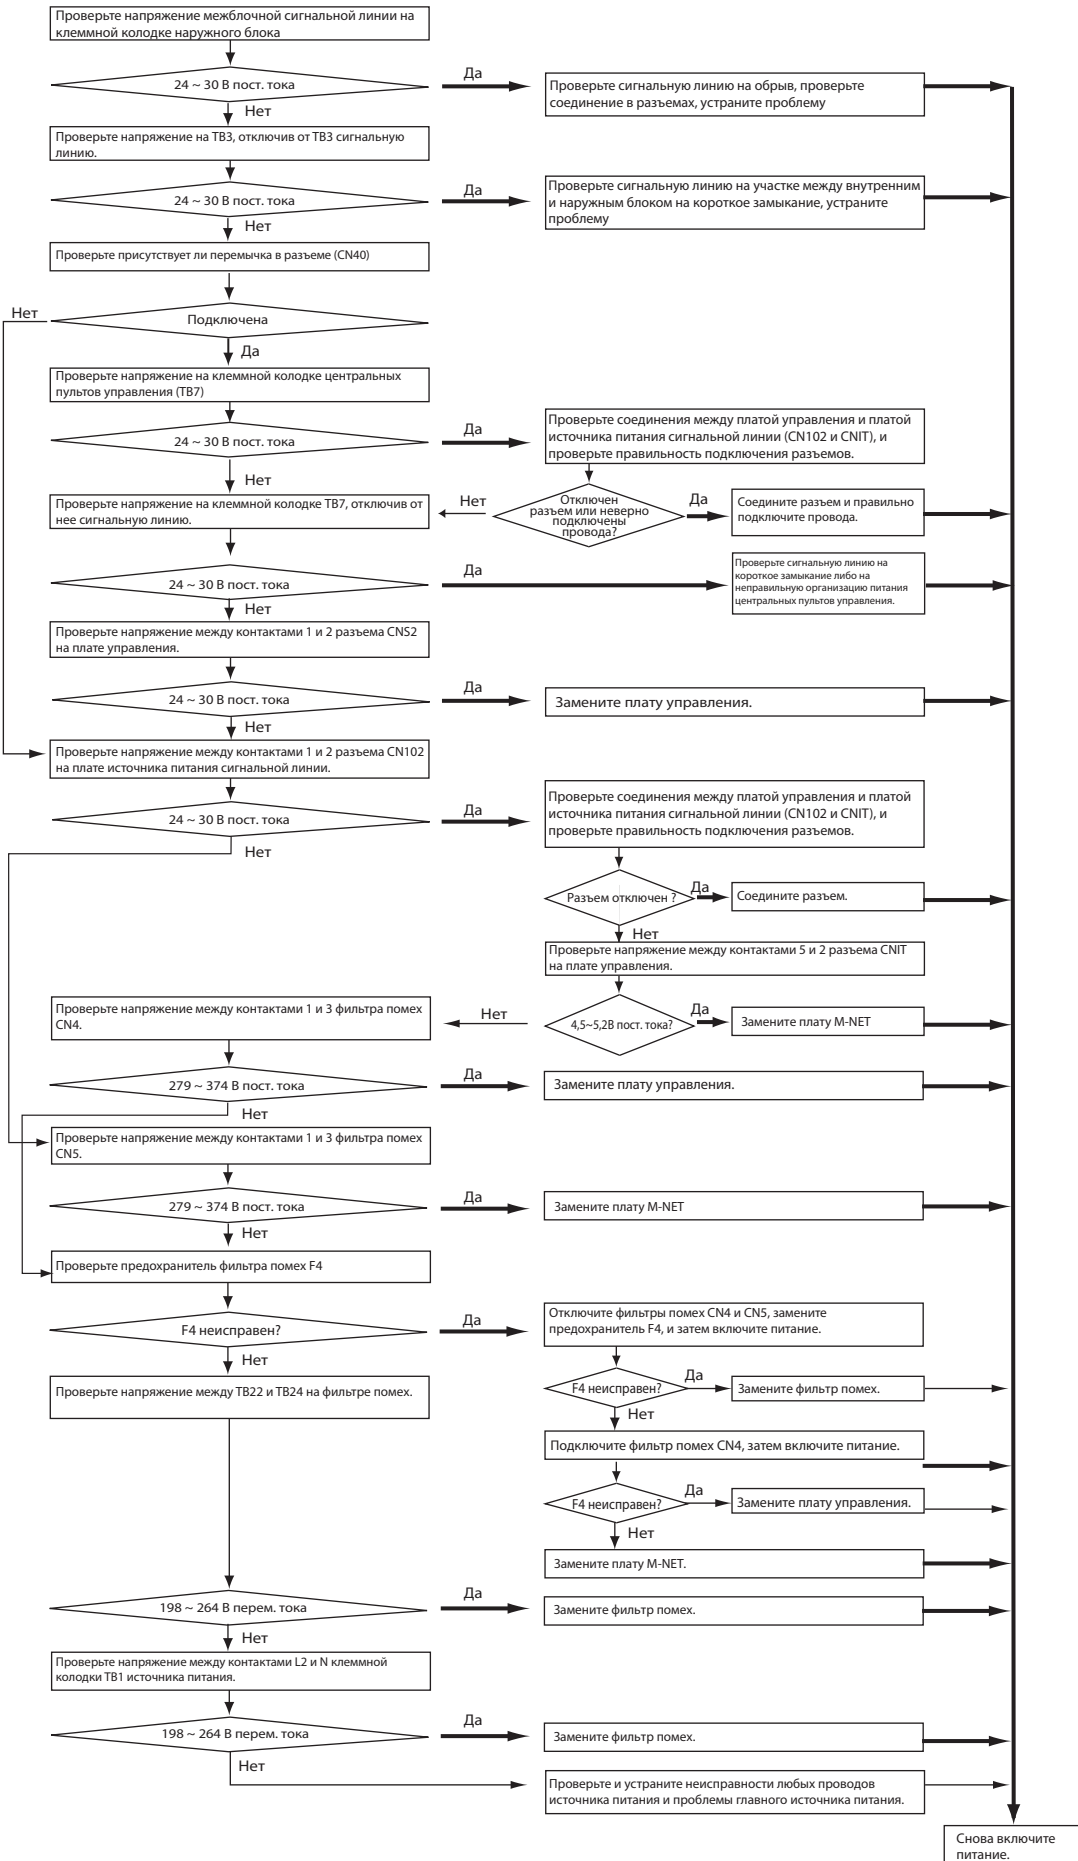 Проверьте напряжение межблочной сигнальной линии на
клеммной колодке наружного блока
24 ~ 30 В пост. тока
Да
Проверьте сигнальную линию на обрыв, проверьте
соединение в разъемах, устраните проблему
Нет
Проверьте напряжение на ТВ3, отключив от ТВ3 сигнальную
линию.
24 ~ 30 В пост. тока
Да
Проверьте сигнальную линию на участке между внутренним
и наружным блоком на короткое замыкание, устраните
проблему
Нет
Проверьте присутствует ли перемычка в разъеме (CN40)
Нет
Подключена
Да
Проверьте напряжение на клеммной колодке центральных
пультов управления (ТВ7)
24 ~ 30 В пост. тока
Да
Проверьте соединения между платой управления и платой
источника питания сигнальной линии (CN102 и CNIT), и
проверьте правильность подключения разъемов.
Нет
Проверьте напряжение на клеммной колодке ТВ7, отключив от
нее сигнальную линию.
Нет
Отключен
разъем или неверно
подключены
провода?
Да
Соедините разъем и правильно
подключите провода.
24 ~ 30 В пост. тока
Да
Проверьте сигнальную линию на
короткое замыкание либо на
неправильную организацию питания
центральных пультов управления.
Нет
Проверьте напряжение между контактами 1 и 2 разъема CNS2
на плате управления.
24 ~ 30 В пост. тока
Да
Замените плату управления.
Нет
Проверьте напряжение между контактами 1 и 2 разъема CN102
на плате источника питания сигнальной линии.
24 ~ 30 В пост. тока
Да
Проверьте соединения между платой управления и платой
источника питания сигнальной линии (CN102 и CNIT), и
проверьте правильность подключения разъемов.
Нет
Разъем отключен ?
Да
Соедините разъем.
Нет
Проверьте напряжение между контактами 5 и 2 разъема CNIT
на плате управления.
4,5~5,2В пост. тока?
Да
Замените плату M-NET
Нет
Проверьте напряжение между контактами 1 и 3 фильтра помех
CN4.
279 ~ 374 В пост. тока
Да
Замените плату управления.
Нет
Проверьте напряжение между контактами 1 и 3 фильтра помех
CN5.
279 ~ 374 В пост. тока
Да
Замените плату M-NET
Нет
Проверьте предохранитель фильтра помех F4
F4 неисправен?
Да
Отключите фильтры помех CN4 и CN5, замените
предохранитель F4, и затем включите питание.
Нет
Проверьте напряжение между ТВ22 и ТВ24 на фильтре помех.
F4 неисправен?
Да
Замените фильтр помех.
Нет
Подключите фильтр помех CN4, затем включите питание.
F4 неисправен?
Да
Замените плату управления.
Нет
Замените плату M-NET.
198 ~ 264 В перем. тока
Да
Замените фильтр помех.
Нет
Проверьте напряжение между контактами L2 и N клеммной
колодки ТВ1 источника питания.
198 ~ 264 В перем. тока
Да
Замените фильтр помех.
Нет
Проверьте и устраните неисправности любых проводов
источника питания и проблемы главного источника питания.
Снова включите
питание.